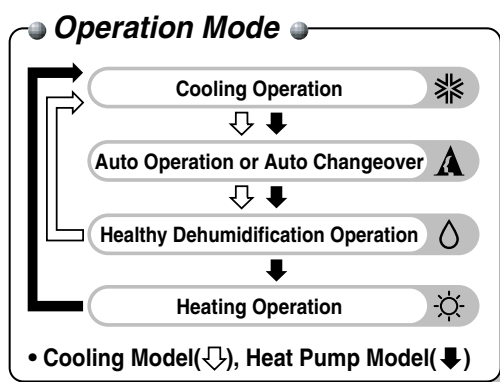 Operation Mode
Cooling Operation
Auto Operation or Auto Changeover
Healthy Dehumidification Operation
Heating Operation
• Cooling Model(⇩), Heat Pump Model(⬇)